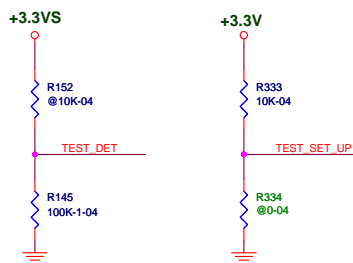 +3.3VS
+3.3V
R152
@10K-04
R333
10K-04
TEST_DET
TEST_SET_UP
R145
100K-1-04
R334
@0-04